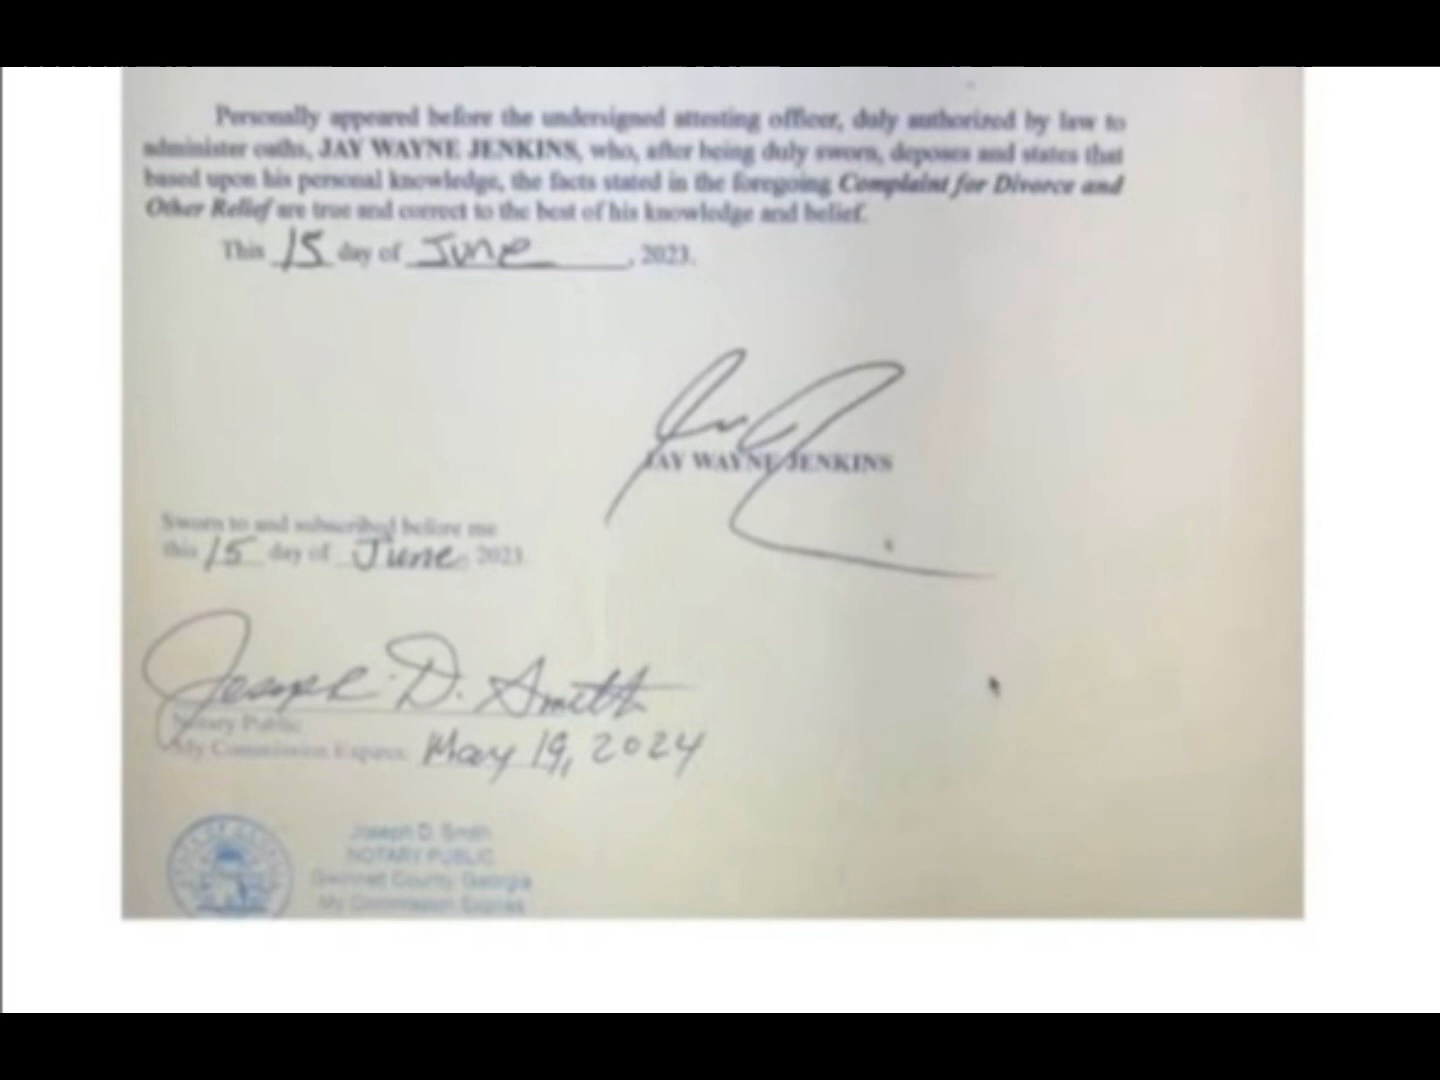 Personally appeared before the undersigned attesting officer, duly authorized by law to
administer oaths, JAY WAYNE JENKINS, who, after being duly sworn, deposes and states that
based upon his personal knowledge, the facts stated in the foregoing Complaint for Divorce and
Other Relief are true and correct to the best of his knowledge and belief.
This 15 day of June, 2023.
JAY WAYNE JENKINS
Sworn to and subscribed before me
this 15 day of June, 2023
Joseph D. Smith
Notary Public
My Commission Expires: May 19, 2024
Joseph D. Smith
NOTARY PUBLIC
Gwinnett County, Georgia
My Commission Expires